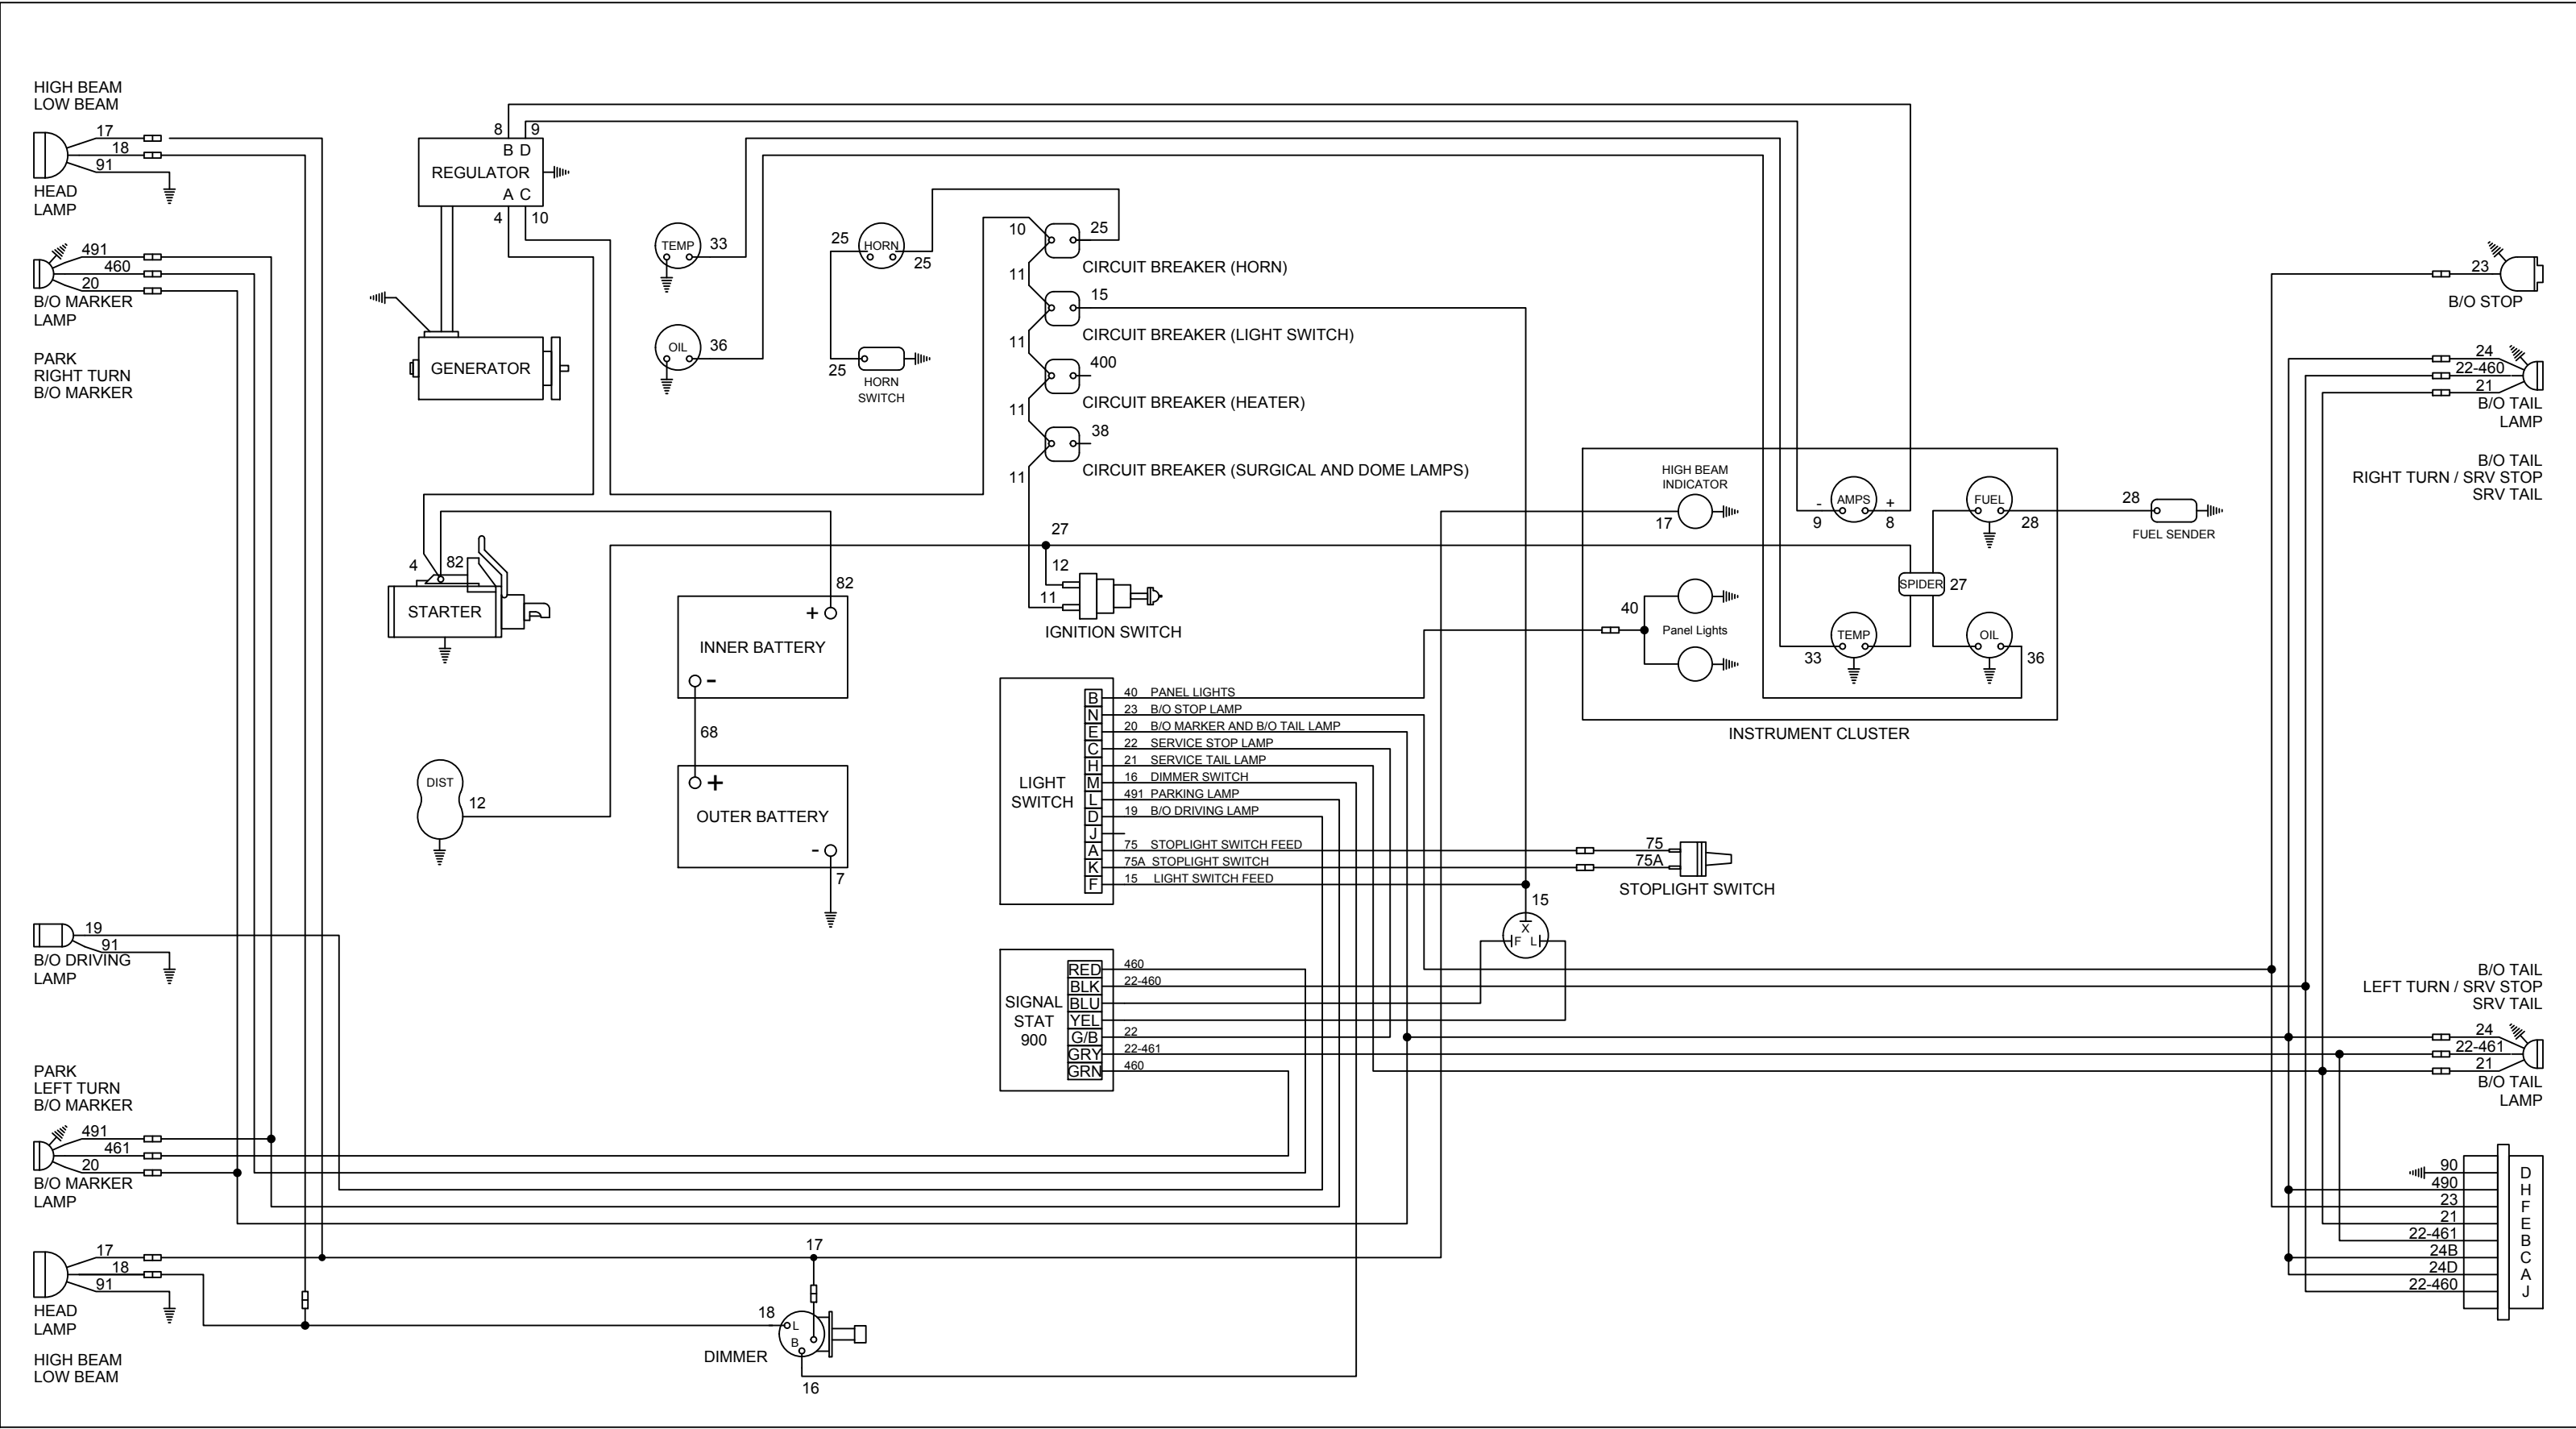 HIGH BEAM
LOW BEAM
17
18
91
HEAD
LAMP
491
460
20
B/O MARKER
LAMP
PARK
RIGHT TURN
B/O MARKER
8
9
B D
REGULATOR
A C
4
10
GENERATOR
TEMP
33
OIL
36
25
HORN
25
25
HORN
SWITCH
10
25
CIRCUIT BREAKER (HORN)
11
15
CIRCUIT BREAKER (LIGHT SWITCH)
11
400
CIRCUIT BREAKER (HEATER)
11
38
CIRCUIT BREAKER (SURGICAL AND DOME LAMPS)
11
27
12
11
IGNITION SWITCH
4
82
STARTER
82
+
INNER BATTERY
-
68
+
OUTER BATTERY
-
7
DIST
12
HIGH BEAM
INDICATOR
17
AMPS
-
+
9
8
FUEL
28
SPIDER
27
40
Panel Lights
TEMP
33
OIL
36
INSTRUMENT CLUSTER
28
FUEL SENDER
23
B/O STOP
24
22-460
21
B/O TAIL
LAMP
B/O TAIL
RIGHT TURN / SRV STOP
SRV TAIL
LIGHT
SWITCH
B 40 PANEL LIGHTS
N 23 B/O STOP LAMP
E 20 B/O MARKER AND B/O TAIL LAMP
C 22 SERVICE STOP LAMP
H 21 SERVICE TAIL LAMP
M 16 DIMMER SWITCH
L 491 PARKING LAMP
D 19 B/O DRIVING LAMP
J
A 75 STOPLIGHT SWITCH FEED
K 75A STOPLIGHT SWITCH
F 15 LIGHT SWITCH FEED
75
75A
STOPLIGHT SWITCH
15
X
F L
SIGNAL
STAT
900
RED 460
BLK 22-460
BLU
YEL
G/B 22
GRY 22-461
GRN 460
19
91
B/O DRIVING
LAMP
PARK
LEFT TURN
B/O MARKER
491
461
20
B/O MARKER
LAMP
17
18
91
HEAD
LAMP
HIGH BEAM
LOW BEAM
17
18
L
B
DIMMER
16
B/O TAIL
LEFT TURN / SRV STOP
SRV TAIL
24
22-461
21
B/O TAIL
LAMP
90 D
490 H
23 F
21 E
22-461 B
24B C
24D A
22-460 J